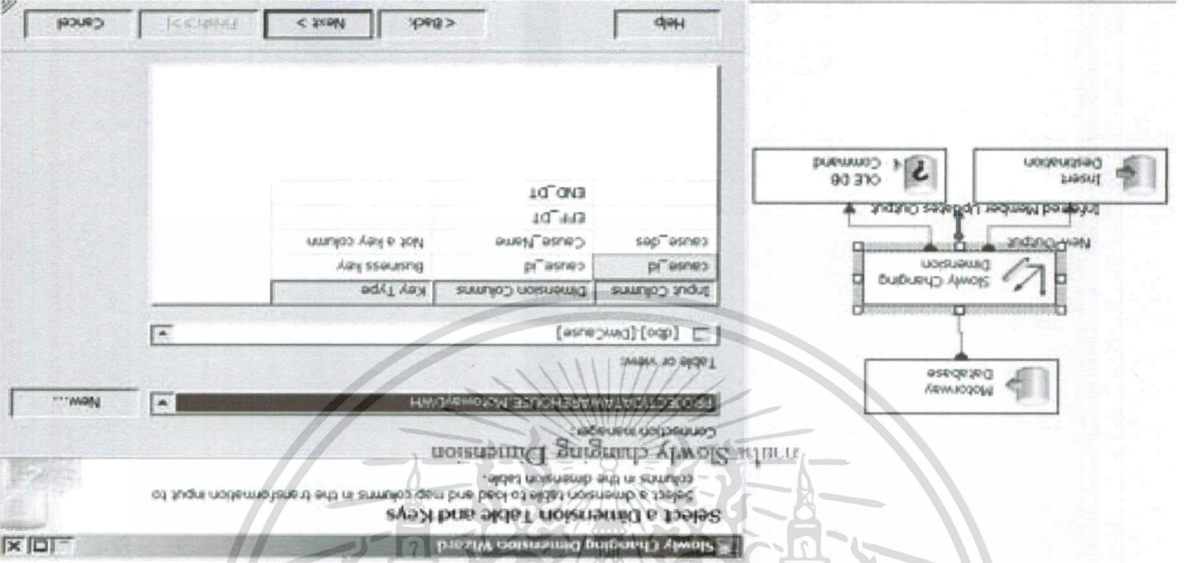 Slowly Changing Dimension Wizard
Select a Dimension Table and Keys
Select a dimension table to load and map columns in the transformation input to
columns in the dimension table.
Slowly changing Dimension
Connection manager:
New...
Table or view:
[dbo].[DimCause]
Input Columns Dimension Columns Key Type
cause_id cause_id Business key
cause_des Cause_Name Not a key column
EFF_DT
END_DT
Help
< Back
Next >
Finish >>|
Cancel
Motorway
Database
Slowly Changing
Dimension
New Output
Inferred Member Updates Output
Insert
Destination
OLE DB
Command